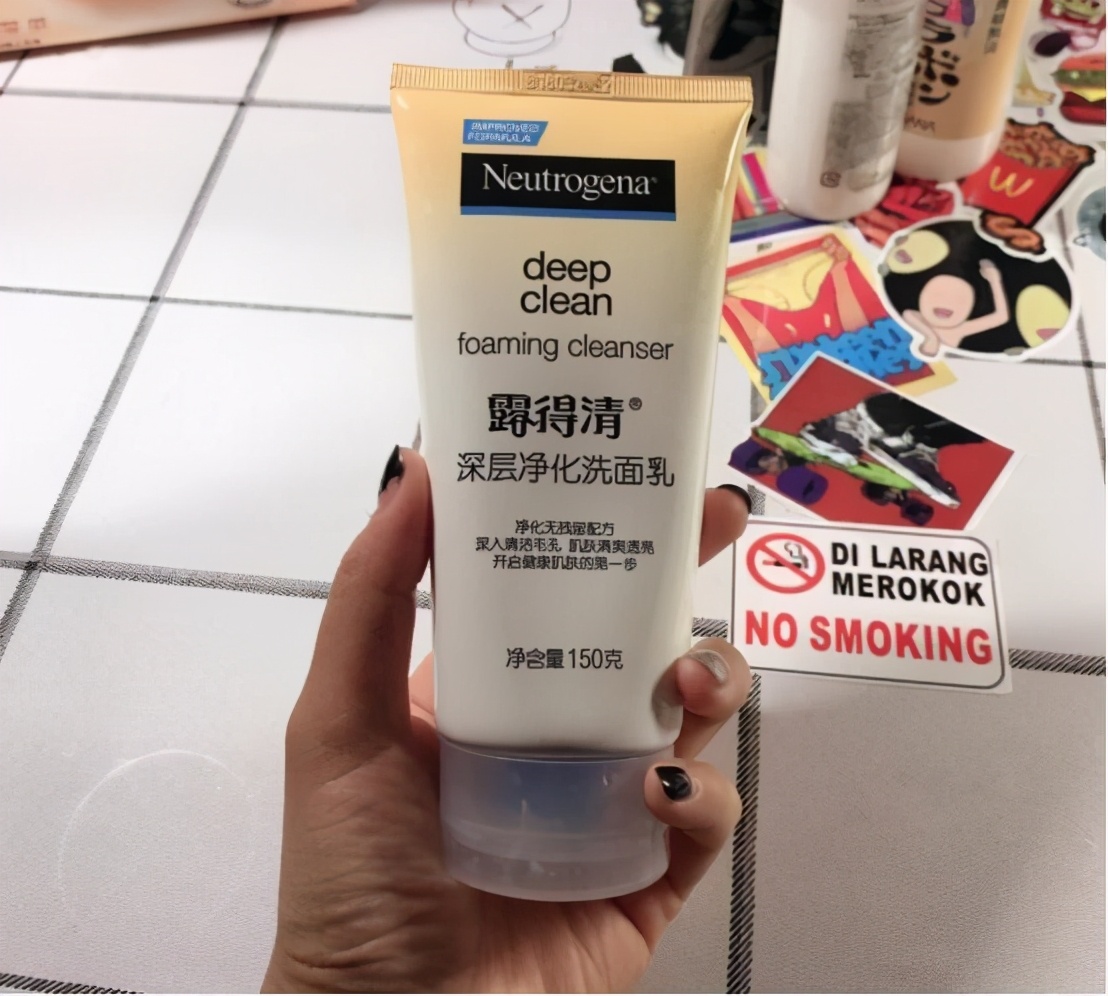 Neutrogena
deep
clean
foaming cleanser
露得清®
深层净化洗面乳
净化无残留配方
深入清洁毛孔 肌肤清爽透亮
开启健康肌肤的第一步
净含量150克
DI LARANG
MEROKOK
NO SMOKING